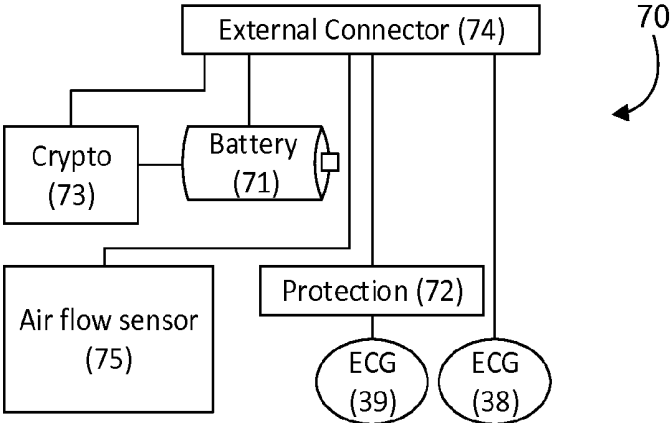 External Connector (74)
70
Crypto
(73)
Battery
(71)
Air flow sensor
(75)
Protection (72)
ECG
(39)
ECG
(38)